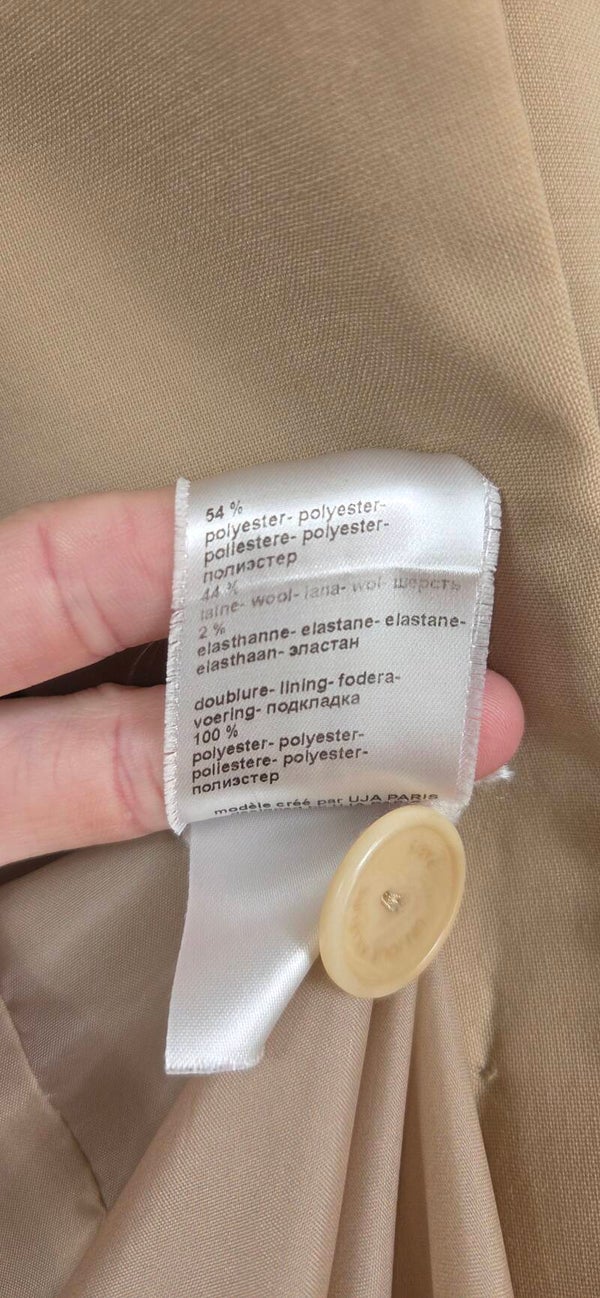 54 %
polyester- polyester-
poliestere- polyester-
полиэстер
44 %
laine- wool- lana- wol- шерсть
2 %
elasthanne- elastane- elastane-
elasthaan- эластан
doublure- lining- fodera-
voering- подкладка
100 %
polyester- polyester-
poliestere- polyester-
полиэстер
modèle créé par UJA PARIS